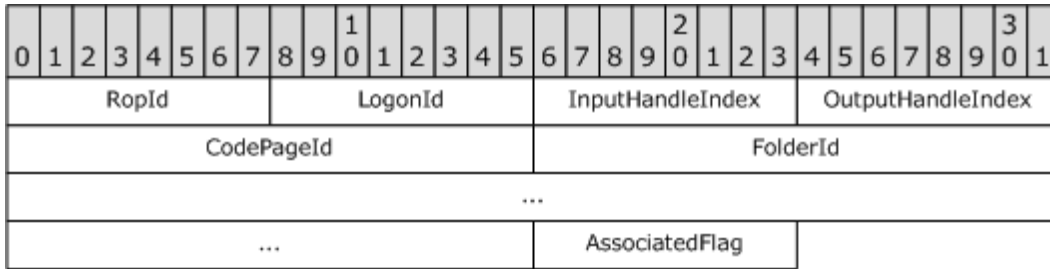 1 2 3
0 1 2 3 4 5 6 7 8 9 0 1 2 3 4 5 6 7 8 9 0 1 2 3 4 5 6 7 8 9 0 1
RopId LogonId InputHandleIndex OutputHandleIndex
CodePageId FolderId
...
... AssociatedFlag